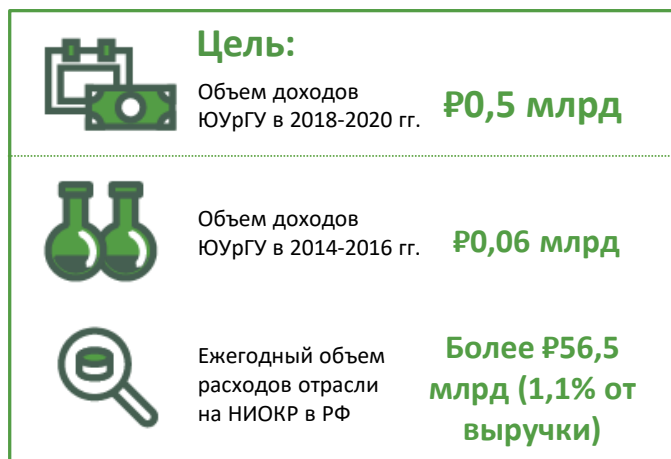 Цель:
Объем доходов
ЮУрГУ в 2018-2020 гг.
₽0,5 млрд
Объем доходов
ЮУрГУ в 2014-2016 гг.
₽0,06 млрд
Ежегодный объем
расходов отрасли
на НИОКР в РФ
Более ₽56,5
млрд (1,1% от
выручки)